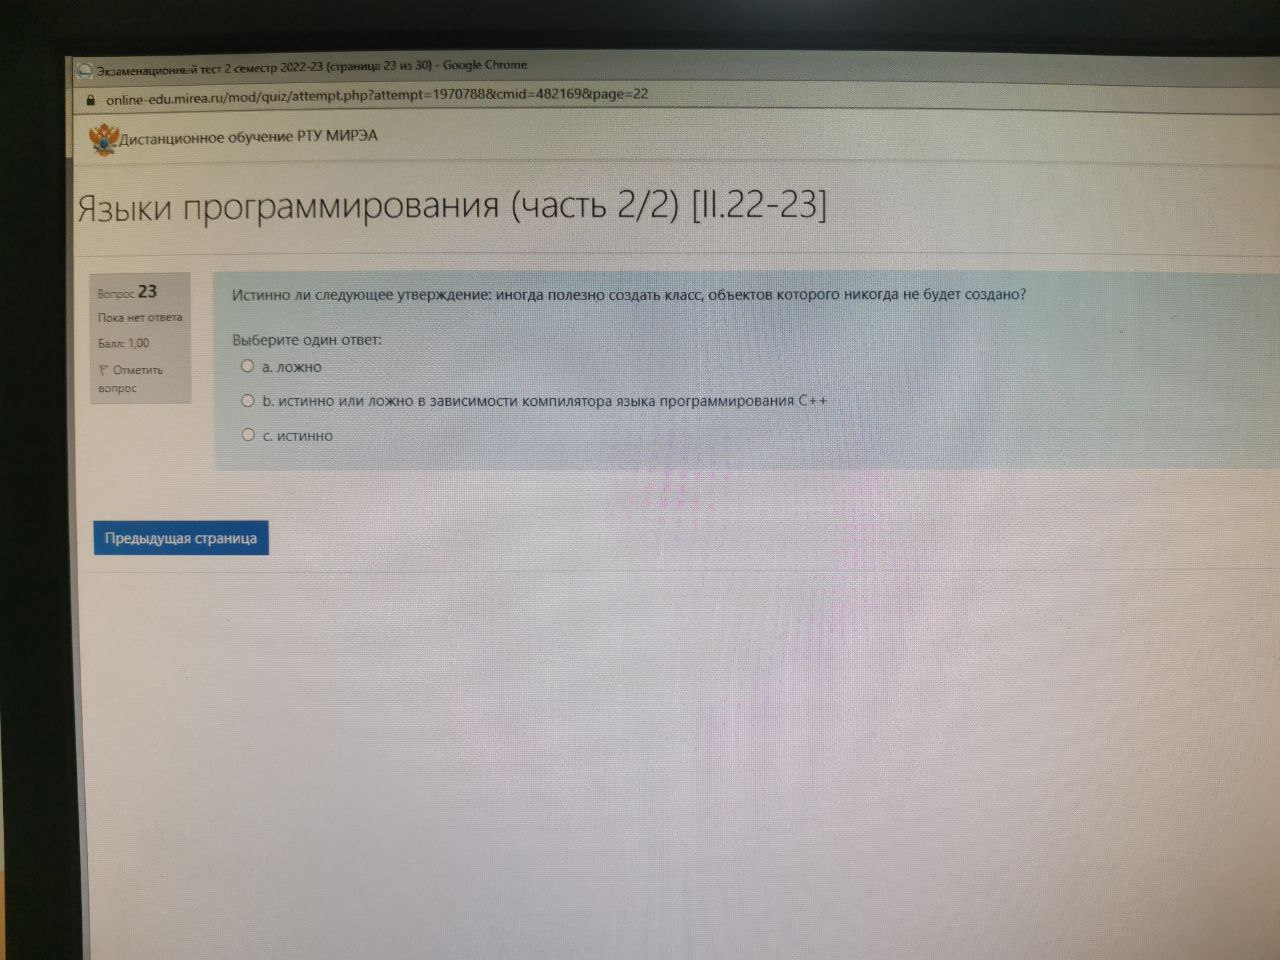 Экзаменационный тест 2 семестр 2022-23 (страница 23 из 30) - Google Chrome
online-edu.mirea.ru/mod/quiz/attempt.php?attempt=1970788&cmid=482169&page=22
Дистанционное обучение РТУ МИРЭА
Языки программирования (часть 2/2) [II.22-23]
Вопрос 23
Пока нет ответа
Балл: 1,00
Отметить
вопрос
Истинно ли следующее утверждение: иногда полезно создать класс, объектов которого никогда не будет создано?
Выберите один ответ:
a. ложно
b. истинно или ложно в зависимости компилятора языка программирования C++
c. истинно
Предыдущая страница